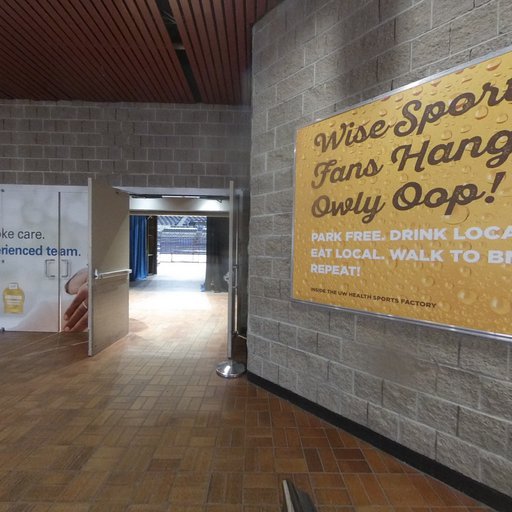 oke care.
erienced team.
Wise Sport
Fans Hang
Owly Oop!
PARK FREE. DRINK LOCA
EAT LOCAL. WALK TO BM
REPEAT!
INSIDE THE UW HEALTH SPORTS FACTORY